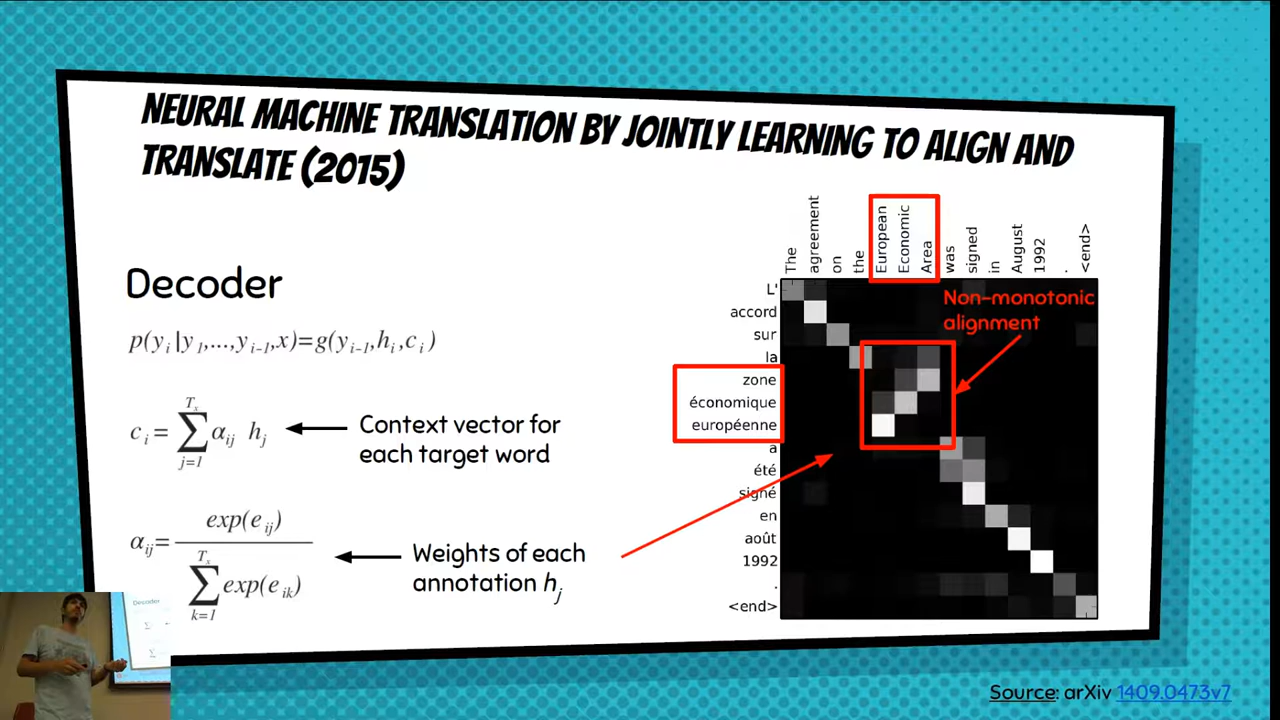 NEURAL MACHINE TRANSLATION BY JOINTLY LEARNING TO ALIGN AND
TRANSLATE (2015)
Decoder
p(y_i|y_1,...,y_{i-1},x)=g(y_{i-1},h_i,c_i)
c_i = \sum_{j=1}^{T_x} α_{ij} h_j
Context vector for
each target word
α_{ij}= exp(e_{ij}) / \sum_{k=1}^{T_x} exp(e_{ik})
Weights of each
annotation h_j
The
agreement
on
the
European
Economic
Area
was
signed
in
August
1992
.
<end>
L'
accord
sur
la
zone
économique
européenne
a
été
signé
en
août
1992
.
<end>
Non-monotonic
alignment
Decoder
Source: arXiv 1409.0473v7